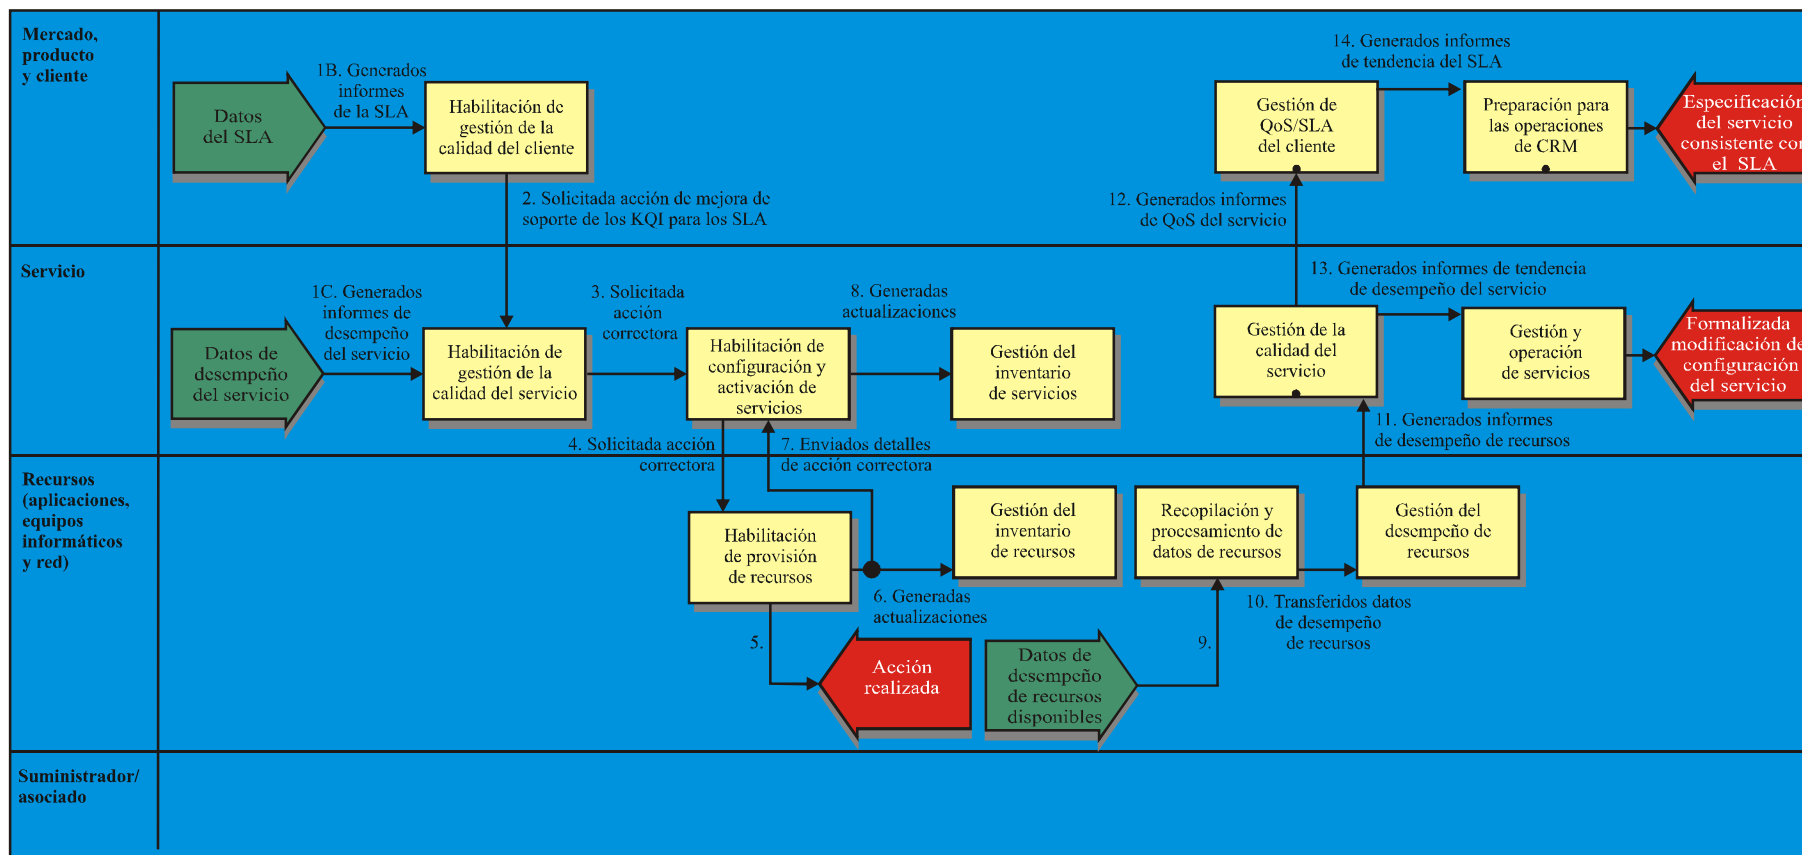 Mercado,
producto
y cliente
Datos
del SLA
1B. Generados
informes
de la SLA
Habilitación de
gestión de la
calidad del cliente
2. Solicitada acción de mejora de
soporte de los KQI para los SLA
14. Generados informes
de tendencia del SLA
Gestión de
QoS/SLA
del cliente
Preparación para
las operaciones
de CRM
Especificación
del servicio
consistente con
el SLA
12. Generados informes
de QoS del servicio
Servicio
1C. Generados
informes de
desempeño
del servicio
Datos de
desempeño
del servicio
Habilitación de
gestión de la
calidad del servicio
3. Solicitada
acción
correctora
Habilitación de
configuración y
activación de
servicios
8. Generadas
actualizaciones
Gestión del
inventario
de servicios
13. Generados informes de tendencia
de desempeño del servicio
Gestión de la
calidad del
servicio
Gestión y
operación
de servicios
Formalizada
modificación de
configuración
del servicio
4. Solicitada acción
correctora
7. Enviados detalles
de acción correctora
11. Generados informes
de desempeño de recursos
Recursos
(aplicaciones,
equipos
informáticos
y red)
Habilitación
de provisión
de recursos
Gestión del
inventario
de recursos
Recopilación y
procesamiento de
datos de recursos
Gestión del
desempeño de
recursos
6. Generadas
actualizaciones
10. Transferidos datos
de desempeño
de recursos
5.
Acción
realizada
Datos de
desempeño
de recursos
disponibles
9.
Suministrador/
asociado